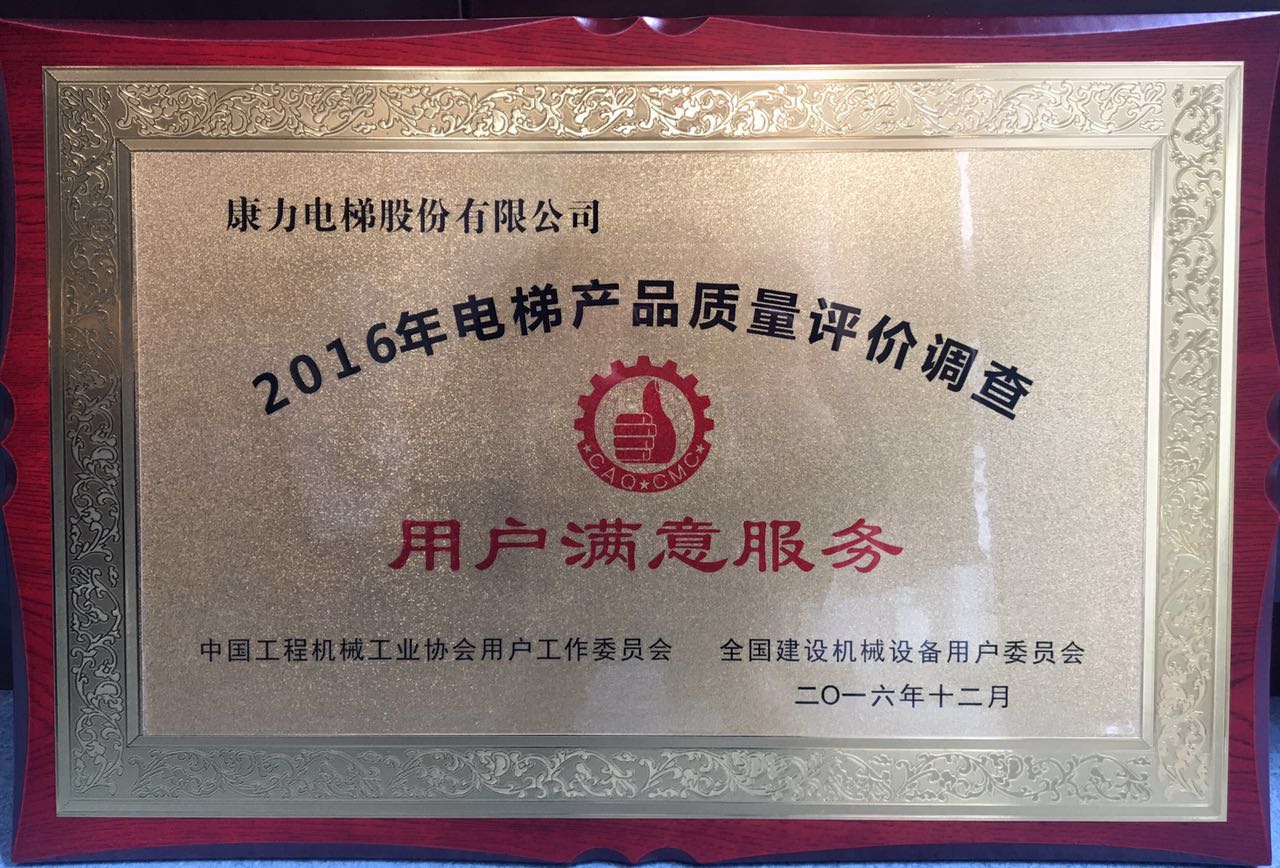 康力电梯股份有限公司
2016年电梯产品质量评价调查
★CAQ★CMC★
用户满意服务
中国工程机械工业协会用户工作委员会 全国建设机械设备用户委员会
二〇一六年十二月